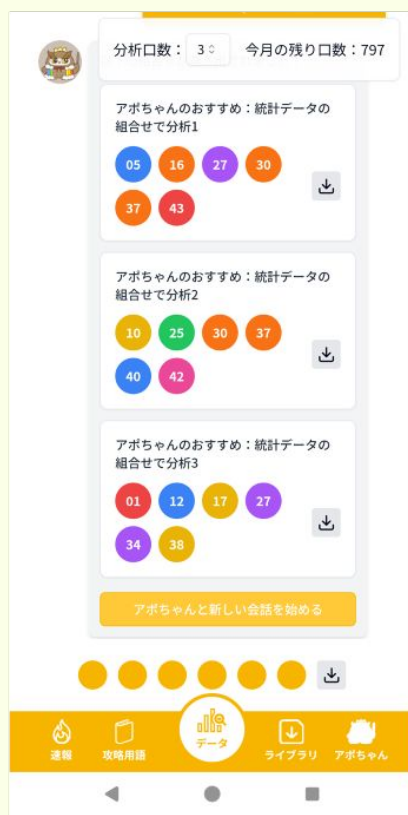 分析口数： 3 今月の残り口数：797
アポちゃんのおすすめ：統計データの
組合せで分析1
05 16 27 30
37 43
アポちゃんのおすすめ：統計データの
組合せで分析2
10 25 30 37
40 42
アポちゃんのおすすめ：統計データの
組合せで分析3
01 12 17 27
34 38
アポちゃんと新しい会話を始める
速報 攻略用語 データ ライブラリ アポちゃん